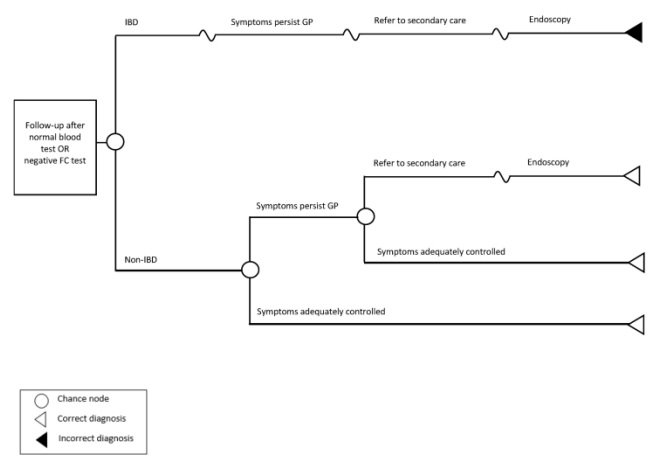 IBD
Symptoms persist GP
Refer to secondary care
Endoscopy
Follow-up after
normal blood
test OR
negative FC test
Refer to secondary care
Endoscopy
Symptoms persist GP
Symptoms adequately controlled
Non-IBD
Symptoms adequately controlled
Chance node
Correct diagnosis
Incorrect diagnosis